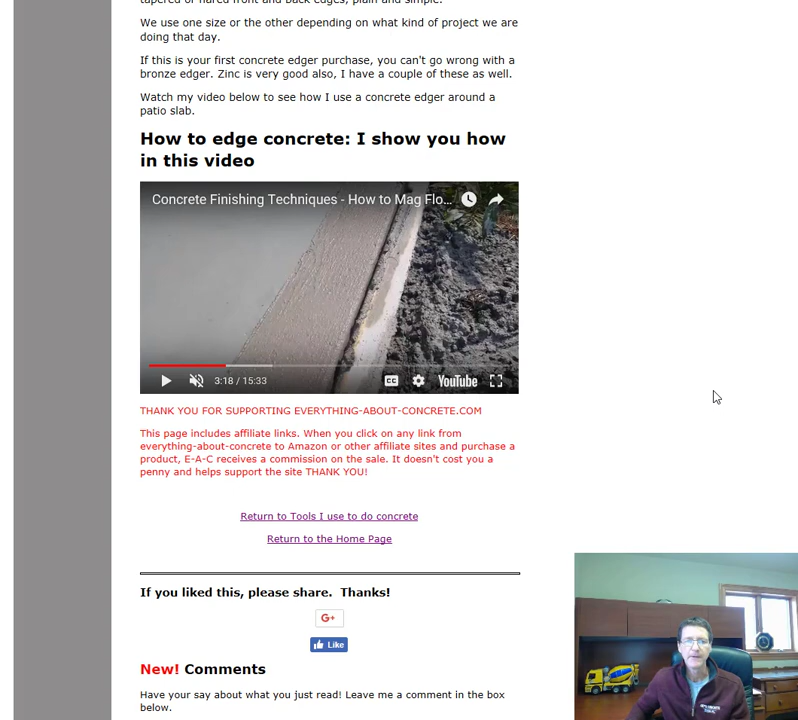 tapered or flared front and back edges, plain and simple.
We use one size or the other depending on what kind of project we are
doing that day.
If this is your first concrete edger purchase, you can't go wrong with a
bronze edger. Zinc is very good also, I have a couple of these as well.
Watch my video below to see how I use a concrete edger around a
patio slab.
How to edge concrete: I show you how
in this video
Concrete Finishing Techniques - How to Mag Flo...
3:18 / 15:33
CC
YouTube
THANK YOU FOR SUPPORTING EVERYTHING-ABOUT-CONCRETE.COM
This page includes affiliate links. When you click on any link from
everything-about-concrete to Amazon or other affiliate sites and purchase a
product, E-A-C receives a commission on the sale. It doesn't cost you a
penny and helps support the site THANK YOU!
Return to Tools I use to do concrete
Return to the Home Page
If you liked this, please share. Thanks!
G+
Like
New! Comments
Have your say about what you just read! Leave me a comment in the box
below.